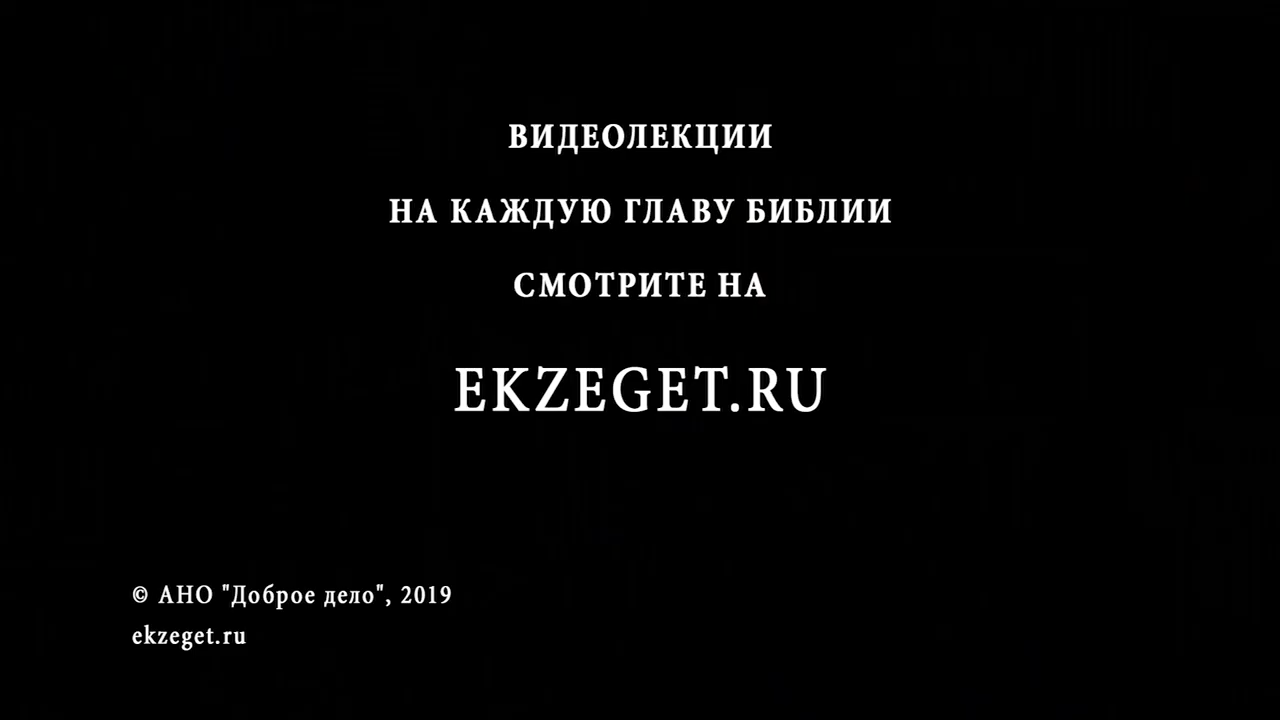 ВИДЕОЛЕКЦИИ
НА КАЖДУЮ ГЛАВУ БИБЛИИ
СМОТРИТЕ НА
EKZEGET.RU
© АНО "Доброе дело", 2019
ekzeget.ru